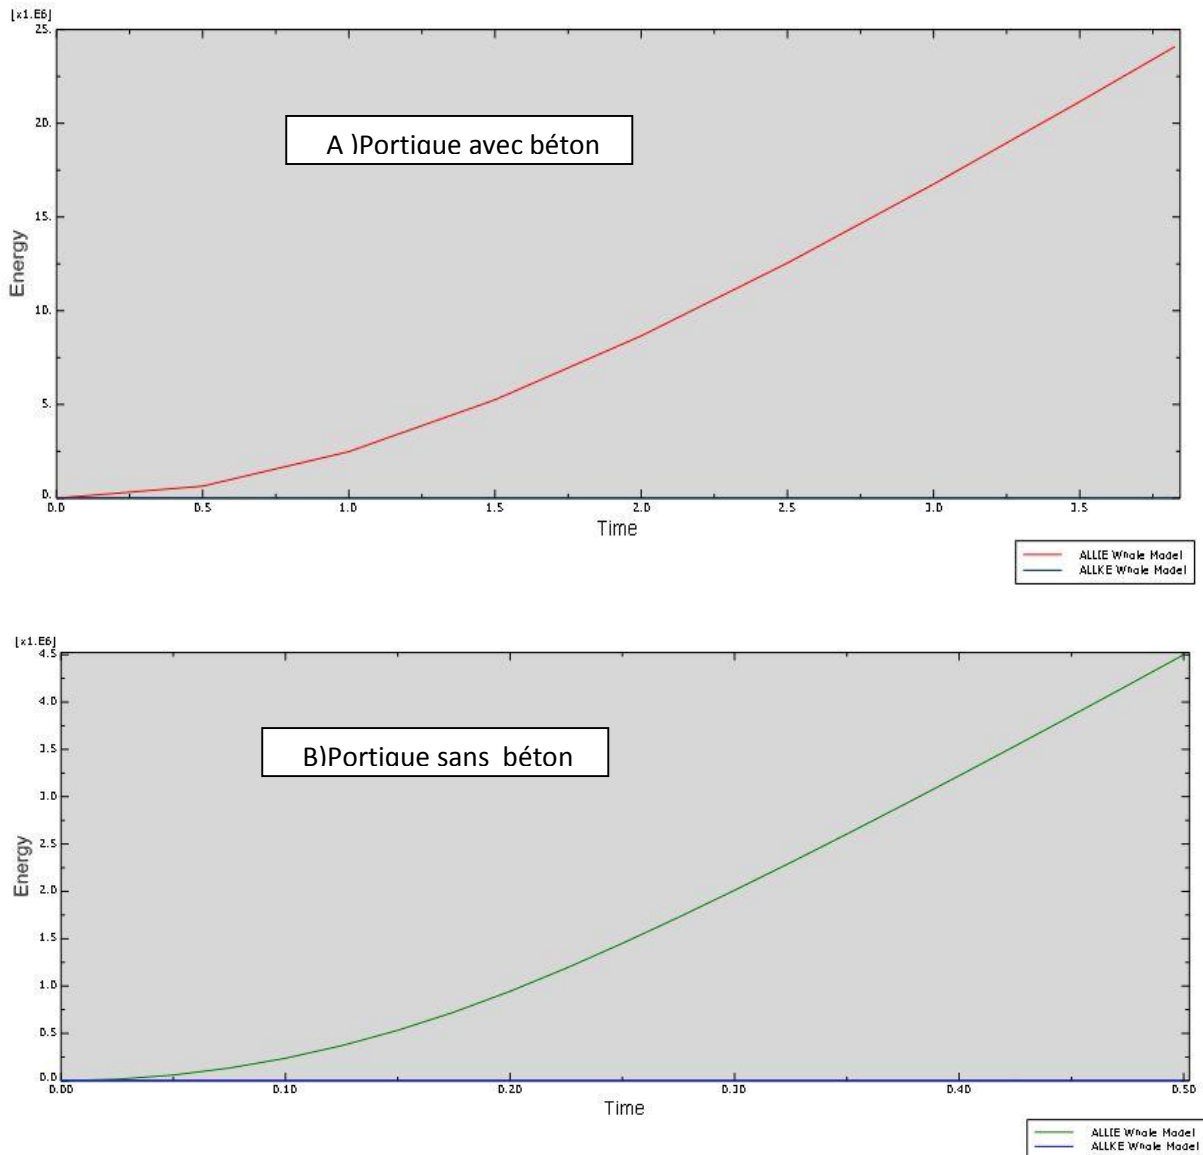 [x1.E6]
25.
20.
15.
10.
5.
0.
Energy
A )Portique avec béton
0.0 0.5 1.0 1.5 2.0 2.5 3.0 3.5
Time
ALLIE Whole Model
ALLKE Whole Model
[x1.E6]
4.5
4.0
3.5
3.0
2.5
2.0
1.5
1.0
0.5
0.0
Energy
B)Portique sans béton
0.00 0.10 0.20 0.30 0.40 0.50
Time
ALLIE Whole Model
ALLKE Whole Model